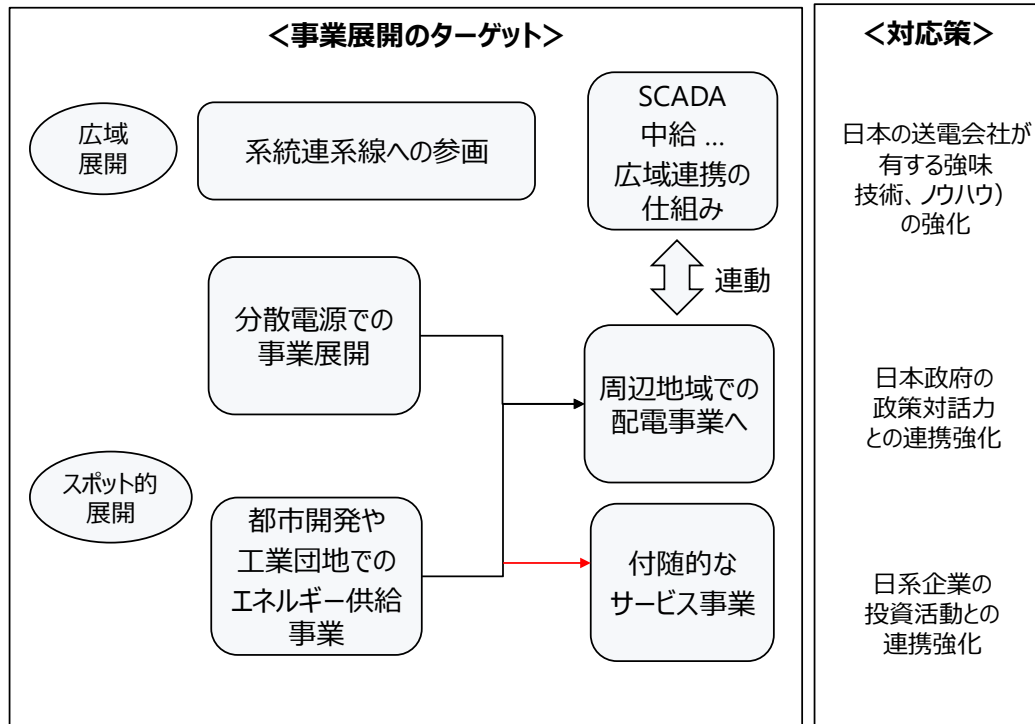 ＜事業展開のターゲット＞
広域
展開
系統連系線への参画
SCADA
中給 ...
広域連携の
仕組み
連動
分散電源での
事業展開
周辺地域での
配電事業へ
スポット的
展開
都市開発や
工業団地での
エネルギー供給
事業
付随的な
サービス事業
＜対応策＞
日本の送電会社が
有する強味
技術、ノウハウ）
の強化
日本政府の
政策対話力
との連携強化
日系企業の
投資活動との
連携強化